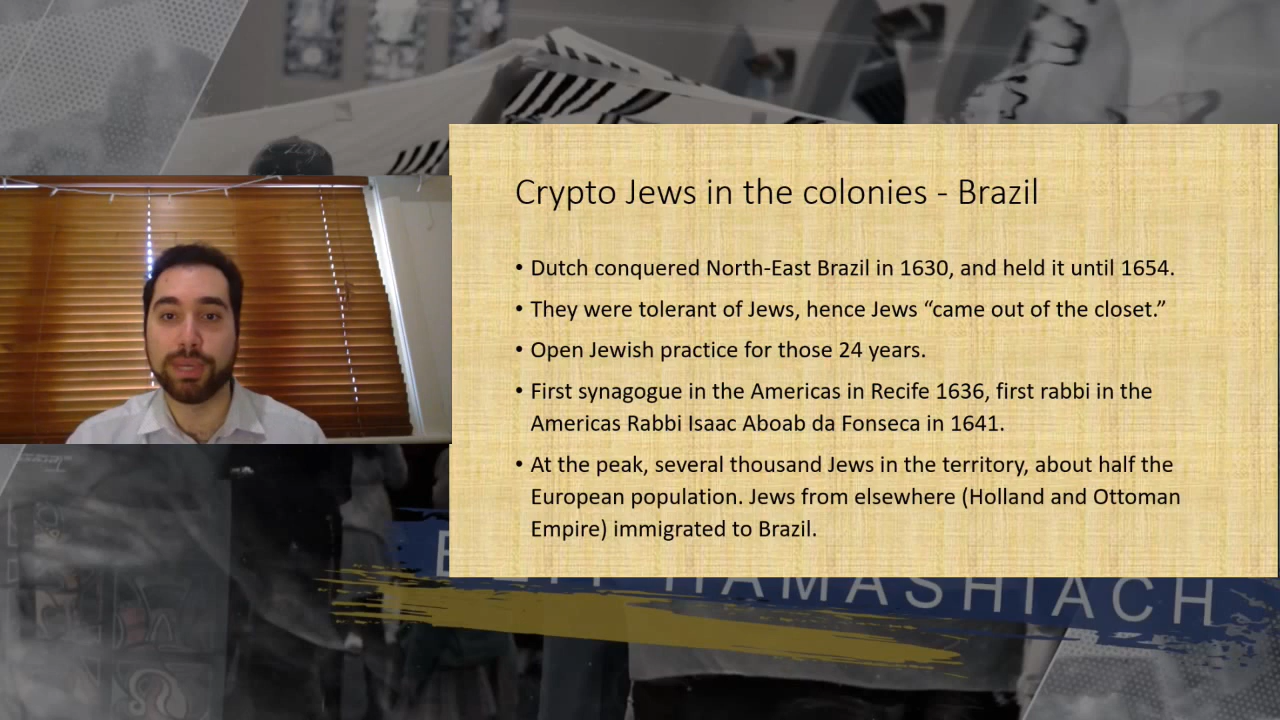 Crypto Jews in the colonies - Brazil
• Dutch conquered North-East Brazil in 1630, and held it until 1654.
• They were tolerant of Jews, hence Jews “came out of the closet.”
• Open Jewish practice for those 24 years.
• First synagogue in the Americas in Recife 1636, first rabbi in the
Americas Rabbi Isaac Aboab da Fonseca in 1641.
• At the peak, several thousand Jews in the territory, about half the
European population. Jews from elsewhere (Holland and Ottoman
Empire) immigrated to Brazil.
HAMASHIACH